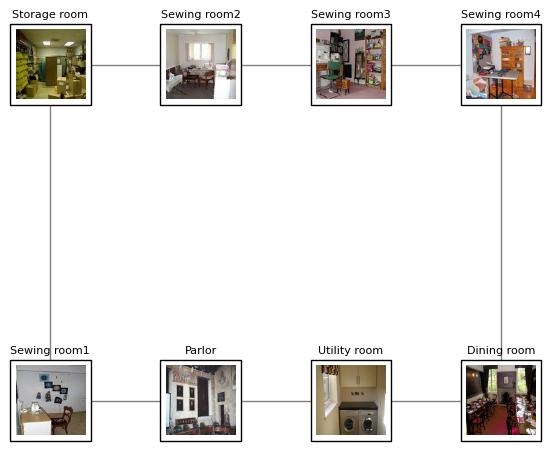 Storage room
Sewing room2
Sewing room3
Sewing room4
Sewing room1
Parlor
Utility room
Dining room